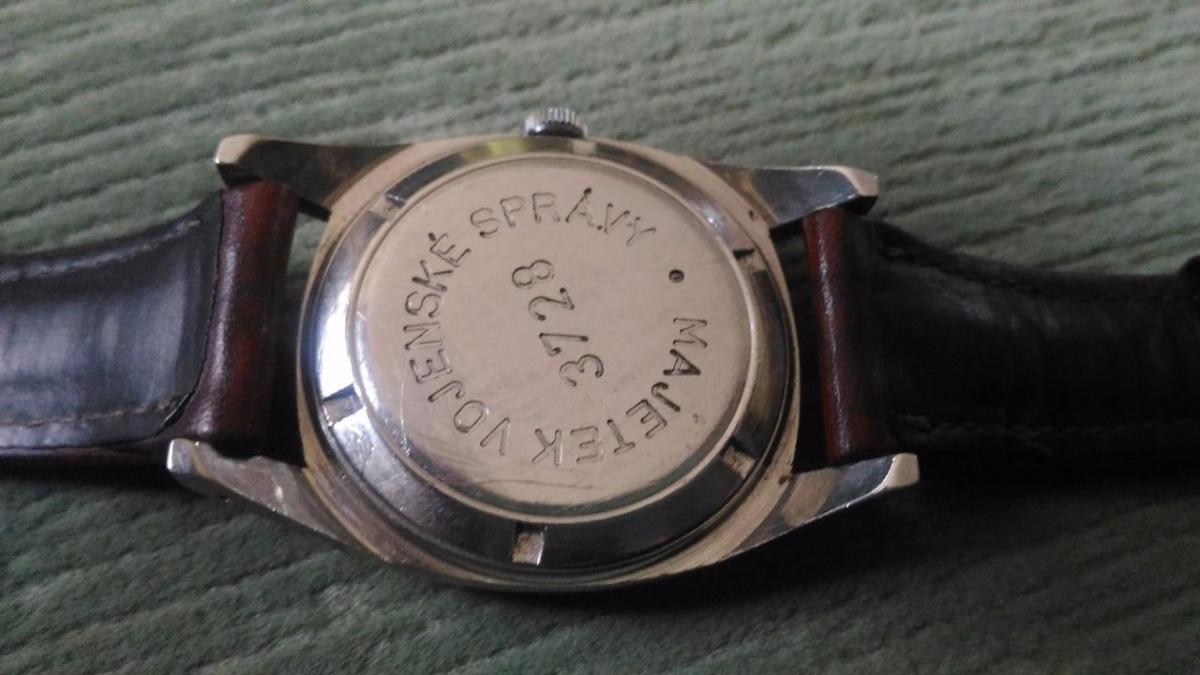 MAJETEK VOJENSKÉ SPRÁVY •
3728